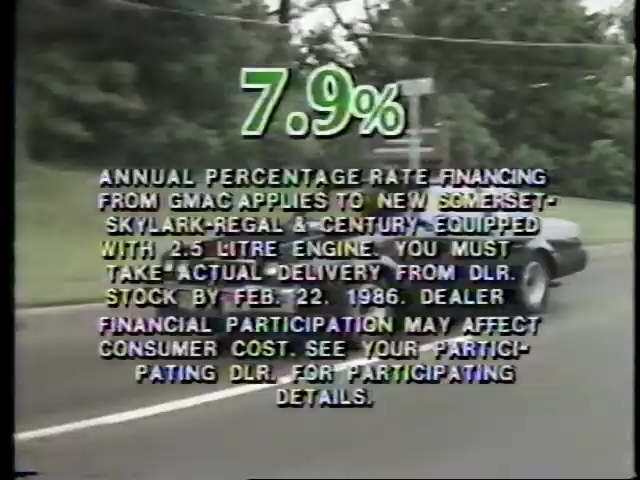 7.9%
ANNUAL PERCENTAGE RATE FINANCING
FROM GMAC APPLIES TO NEW SOMERSET-
SKYLARK-REGAL & CENTURY EQUIPPED
WITH 2.5 LITRE ENGINE. YOU MUST
TAKE ACTUAL DELIVERY FROM DLR.
STOCK BY FEB. 22, 1986. DEALER
FINANCIAL PARTICIPATION MAY AFFECT
CONSUMER COST. SEE YOUR PARTICI-
PATING DLR. FOR PARTICIPATING
DETAILS.